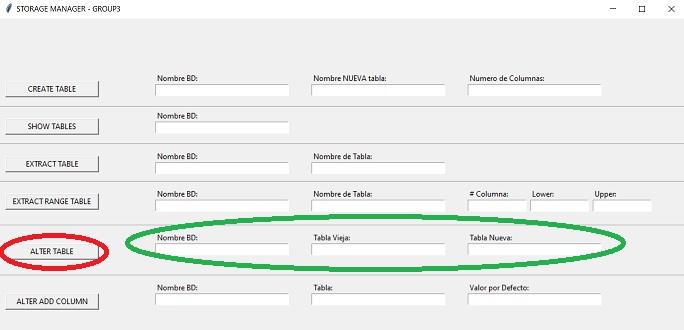 STORAGE MANAGER - GROUP3
Nombre BD: Nombre NUEVA tabla: Numero de Columnas:
CREATE TABLE
Nombre BD:
SHOW TABLES
Nombre BD: Nombre de Tabla:
EXTRACT TABLE
Nombre BD: Nombre de Tabla: # Columna: Lower: Upper:
EXTRACT RANGE TABLE
Nombre BD: Tabla Vieja: Tabla Nueva:
ALTER TABLE
Nombre BD: Tabla: Valor por Defecto:
ALTER ADD COLUMN